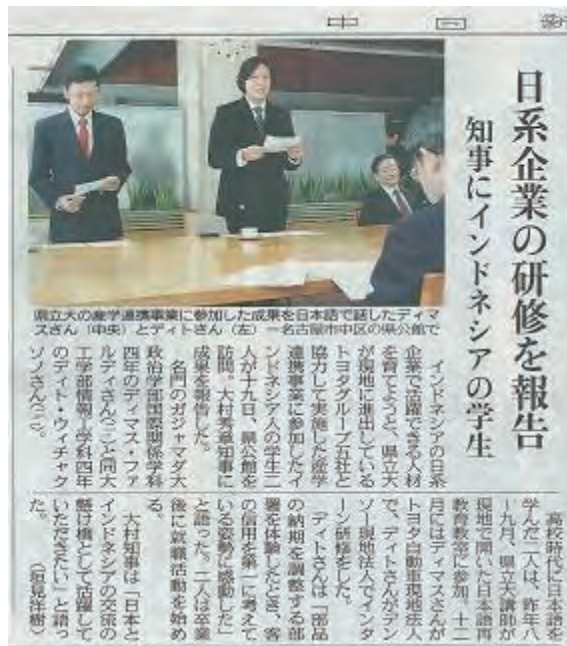 中日新
日系企業の研修を報告
知事にインドネシアの学生
県立大の産学連携事業に参加した成果を日本語で話したディマ
スさん（中央）とディトさん（左）＝名古屋市中区の県公館で
インドネシアの日系
企業で活躍できる人材
を育てようと、県立大
が現地に進出している
トヨタグループ五社と
協力して実施した産学
連携事業に参加したイ
ンドネシア人の学生二
人が十九日、県公館を
訪問。大村秀章知事に
成果を報告した。
名門のガジャマダ大
政治学部国際関係学科
四年のディマス・ファ
ルディさんと同大
工学部情報工学科四年
のディト・ウィチャク
ソノさん。
高校時代に日本語を
学んだ二人は、昨年八
－九月、県立大講師が
現地で開いた日本語再
教育教室に参加。十二
月にはディマスさんが
トヨタ自動車現地法人
で、ディトさんがデン
ソー現地法人でインタ
ーン研修をした。
ディトさんは「部品
の納期を調整する部
署を体験したとき、客
の信用を第一に考えて
いる姿勢に感動した」
と語った。二人は卒業
後に就職活動を始め
る。
大村知事は「日本と
インドネシアの交流の
懸け橋として活躍して
いただきたい」と語っ
た。（垣見洋樹）